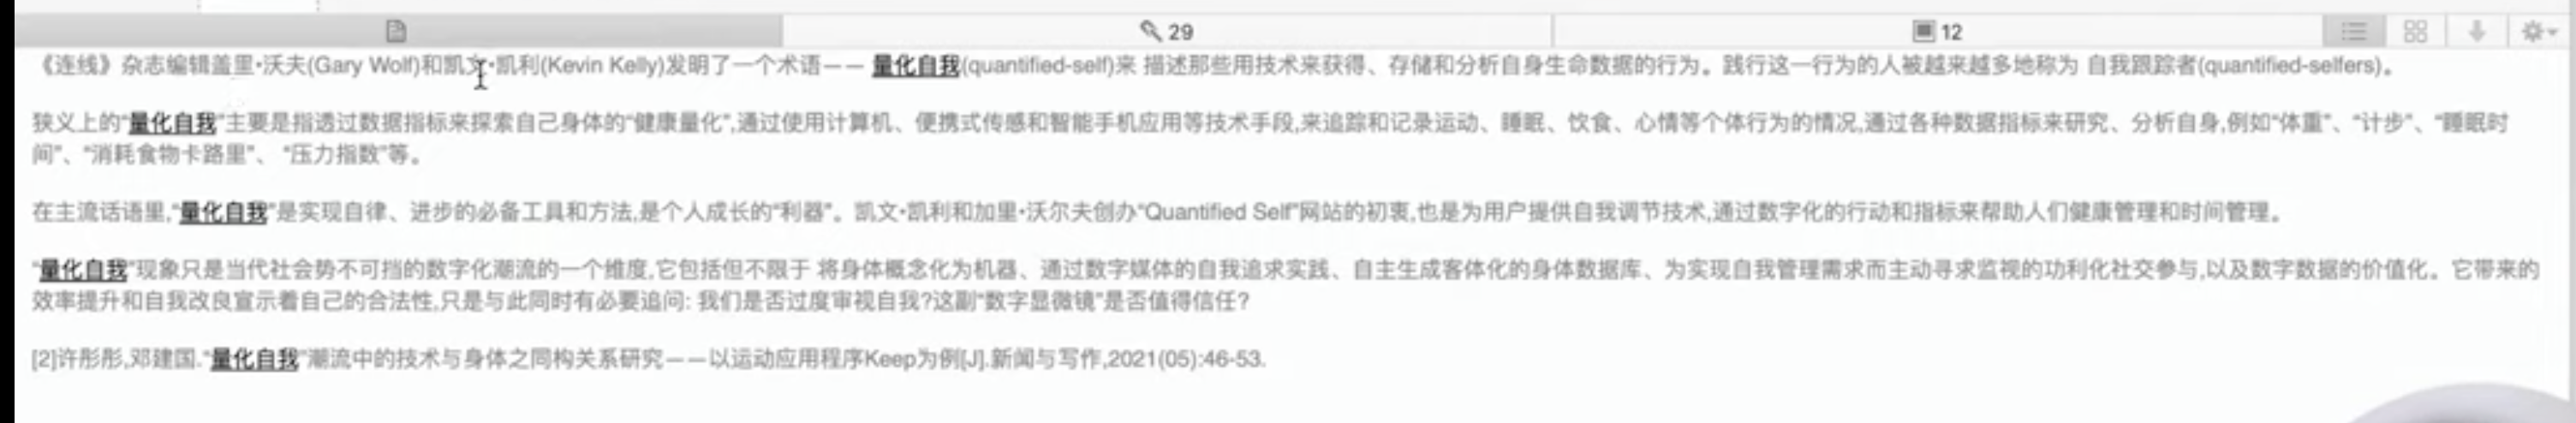 29
12
《连线》杂志编辑盖里•沃夫(Gary Wolf)和凯文•凯利(Kevin Kelly)发明了一个术语—— 量化自我(quantified-self)来 描述那些用技术来获得、存储和分析自身生命数据的行为。践行这一行为的人被越来越多地称为 自我跟踪者(quantified-selfers)。
狭义上的“量化自我”主要是指透过数据指标来探索自己身体的“健康量化”,通过使用计算机、便携式传感和智能手机应用等技术手段,来追踪和记录运动、睡眠、饮食、心情等个体行为的情况,通过各种数据指标来研究、分析自身,例如“体重”、“计步”、“睡眠时
间”、“消耗食物卡路里”、 “压力指数”等。
在主流话语里,“量化自我”是实现自律、进步的必备工具和方法,是个人成长的“利器”。凯文•凯利和加里•沃尔夫创办“Quantified Self”网站的初衷,也是为用户提供自我调节技术,通过数字化的行动和指标来帮助人们健康管理和时间管理。
“量化自我”现象只是当代社会势不可挡的数字化潮流的一个维度,它包括但不限于 将身体概念化为机器、通过数字媒体的自我追求实践、自主生成客体化的身体数据库、为实现自我管理需求而主动寻求监视的功利化社交参与,以及数字数据的价值化。它带来的
效率提升和自我改良宣示着自己的合法性,只是与此同时有必要追问: 我们是否过度审视自我?这副“数字显微镜”是否值得信任?
[2]许彤彤,邓建国.“量化自我”潮流中的技术与身体之同构关系研究——以运动应用程序Keep为例[J].新闻与写作,2021(05):46-53.